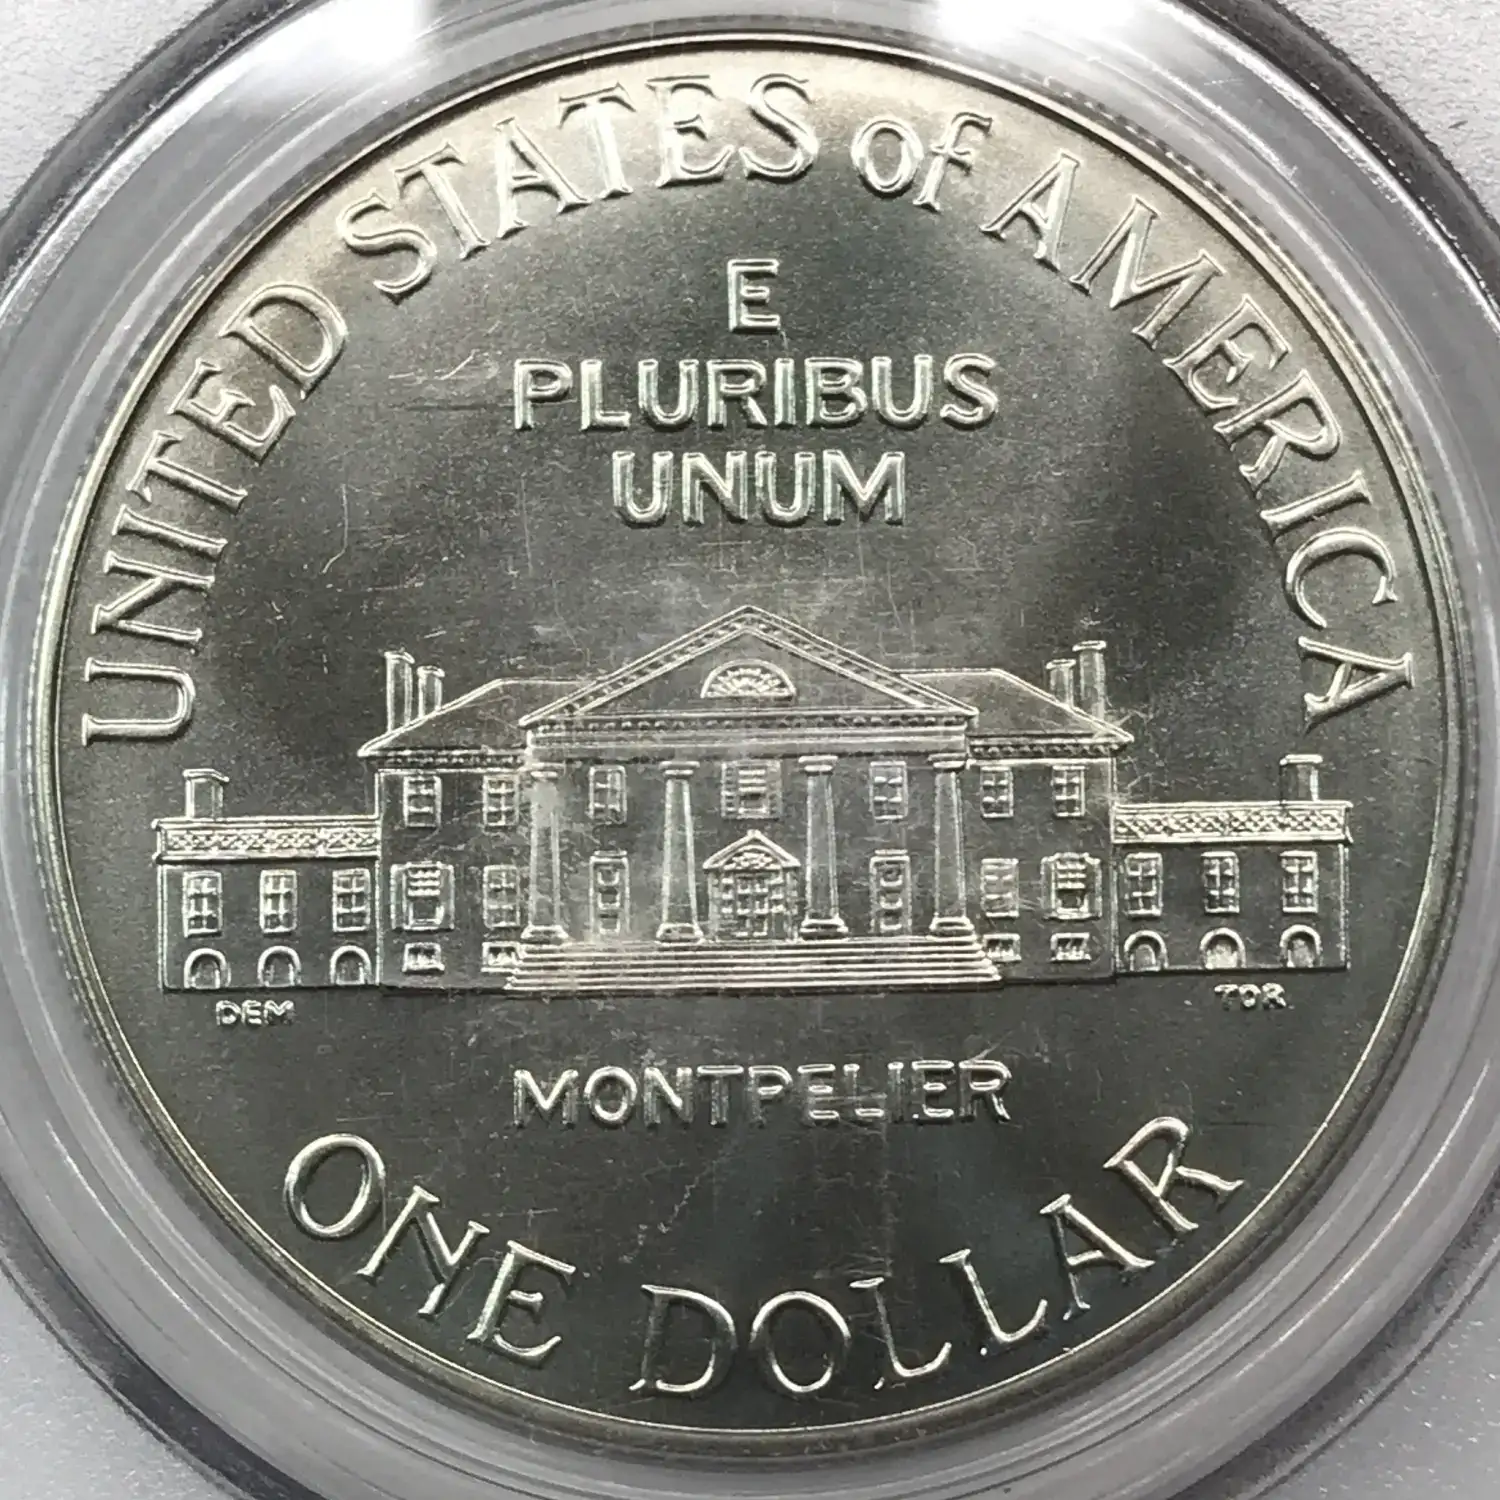 UNITED STATES of AMERICA
E
PLURIBUS
UNUM
DEM
TDR
MONTPELIER
ONE DOLLAR